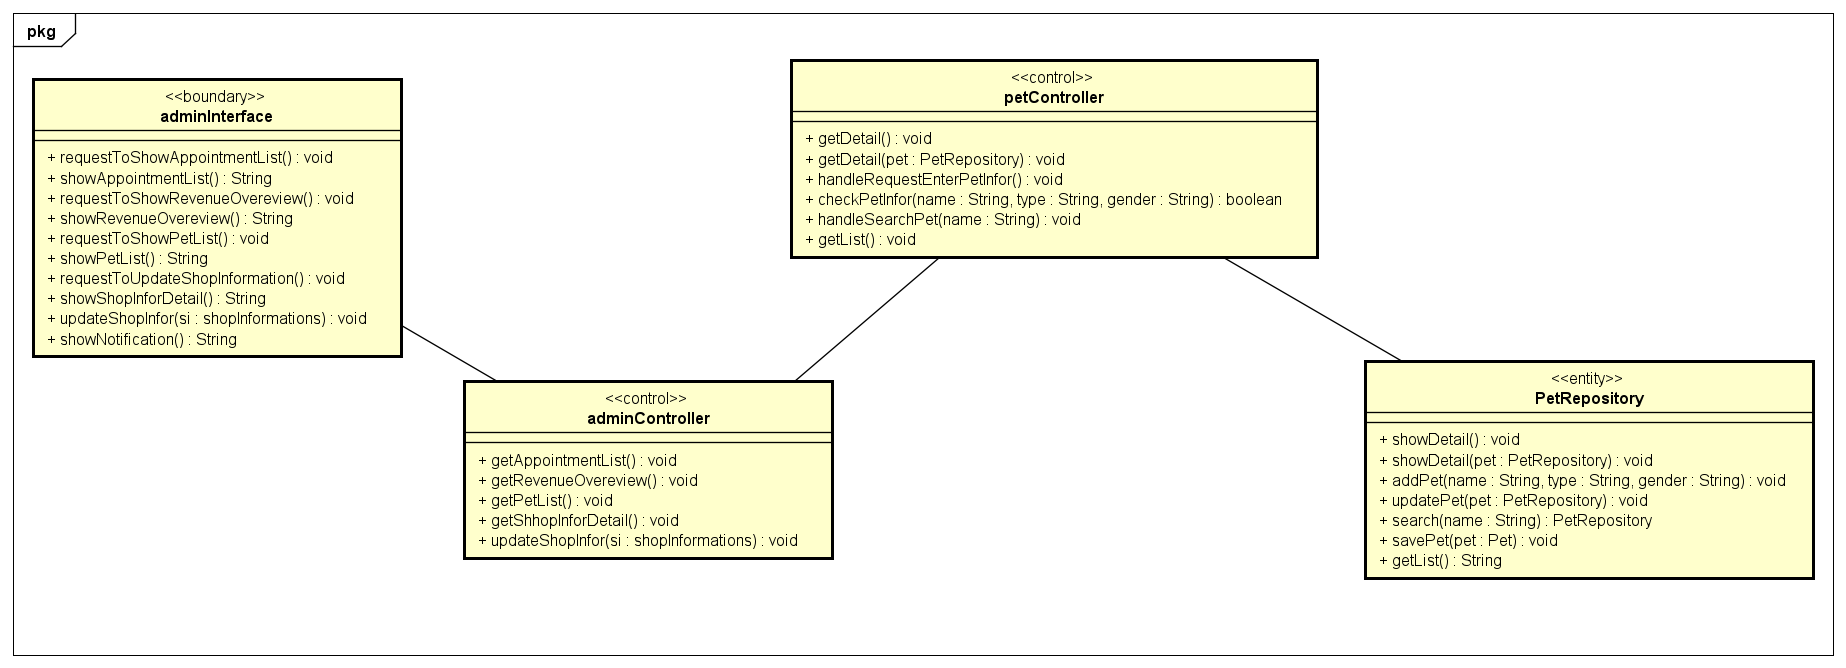 pkg
<<boundary>>
adminInterface
+ requestToShowAppointmentList() : void
+ showAppointmentList() : String
+ requestToShowRevenueOvereview() : void
+ showRevenueOvereview() : String
+ requestToShowPetList() : void
+ showPetList() : String
+ requestToUpdateShopInformation() : void
+ showShopInforDetail() : String
+ updateShopInfor(si : shopInformations) : void
+ showNotification() : String
<<control>>
petController
+ getDetail() : void
+ getDetail(pet : PetRepository) : void
+ handleRequestEnterPetInfor() : void
+ checkPetInfor(name : String, type : String, gender : String) : boolean
+ handleSearchPet(name : String) : void
+ getList() : void
<<control>>
adminController
+ getAppointmentList() : void
+ getRevenueOvereview() : void
+ getPetList() : void
+ getShhopInforDetail() : void
+ updateShopInfor(si : shopInformations) : void
<<entity>>
PetRepository
+ showDetail() : void
+ showDetail(pet : PetRepository) : void
+ addPet(name : String, type : String, gender : String) : void
+ updatePet(pet : PetRepository) : void
+ search(name : String) : PetRepository
+ savePet(pet : Pet) : void
+ getList() : String